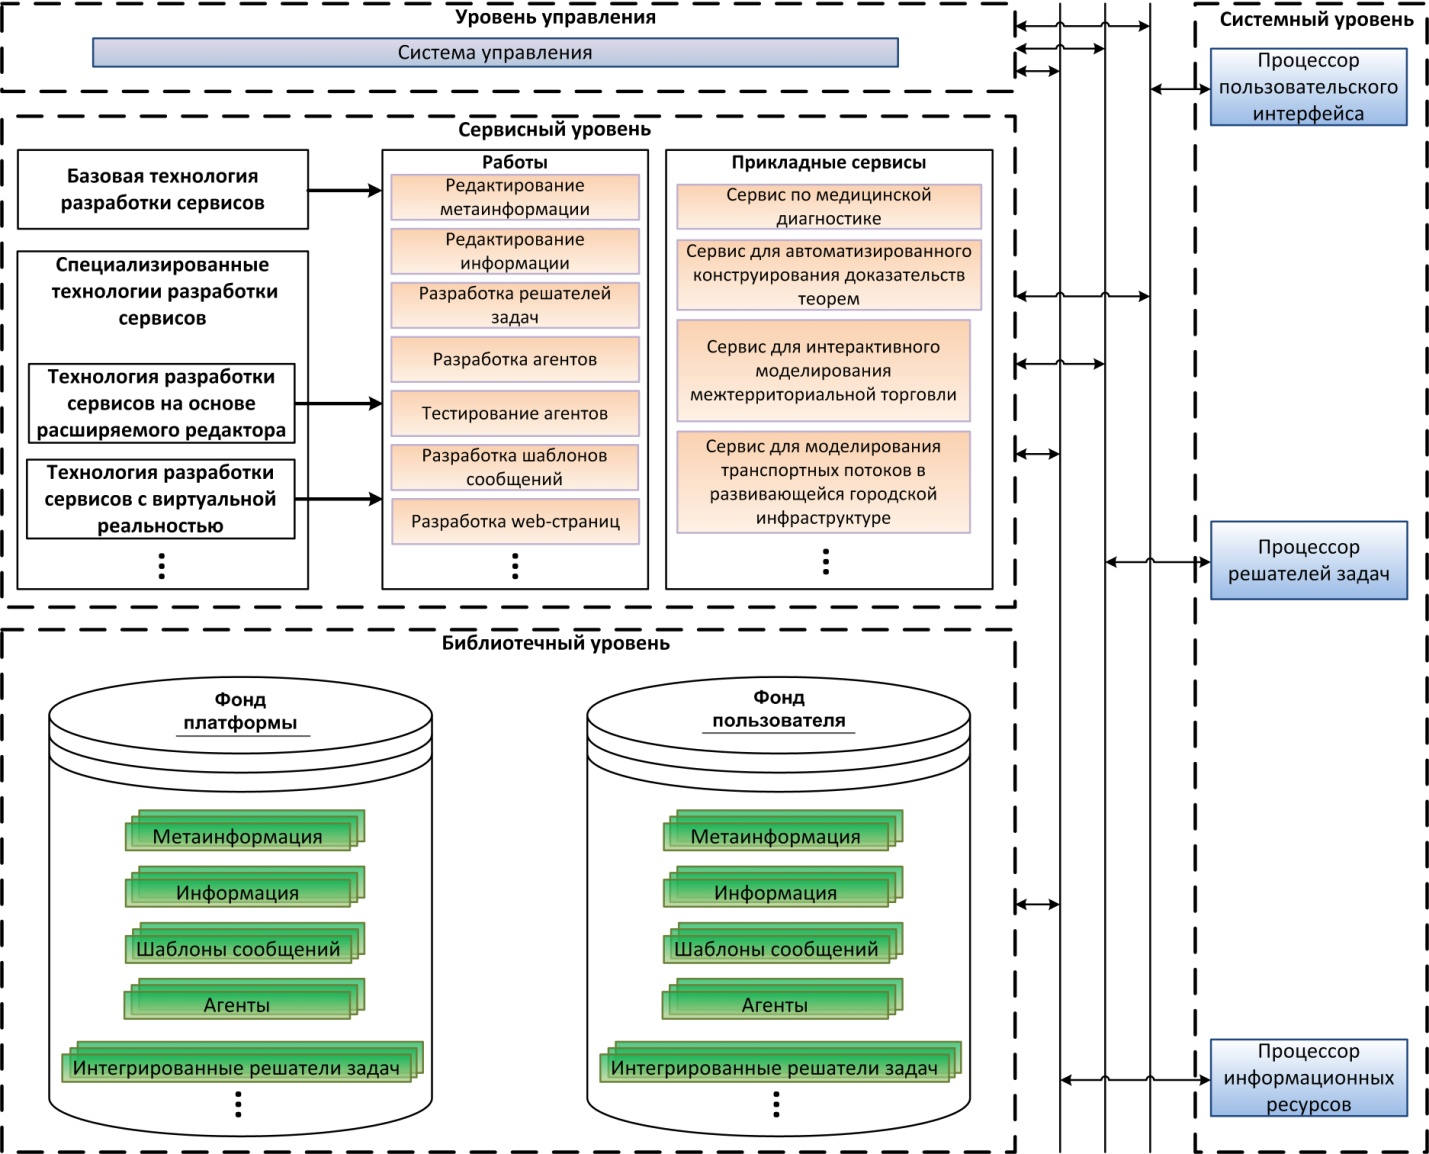 Уровень управления
Система управления
Сервисный уровень
Базовая технология
разработки сервисов
Специализированные
технологии разработки
сервисов
Технология разработки
сервисов на основе
расширяемого редактора
Технология разработки
сервисов с виртуальной
реальностью
Работы
Редактирование
метаинформации
Редактирование
информации
Разработка решателей
задач
Разработка агентов
Тестирование агентов
Разработка шаблонов
сообщений
Разработка web-страниц
Прикладные сервисы
Сервис по медицинской
диагностике
Сервис для автоматизированного
конструирования доказательств
теорем
Сервис для интерактивного
моделирования
межтерриториальной торговли
Сервис для моделирования
транспортных потоков в
развивающейся городской
инфраструктуре
Библиотечный уровень
Фонд
платформы
Метаинформация
Информация
Шаблоны сообщений
Агенты
Интегрированные решатели задач
Фонд
пользователя
Метаинформация
Информация
Шаблоны сообщений
Агенты
Интегрированные решатели задач
Системный уровень
Процессор
пользовательского
интерфейса
Процессор
решателей задач
Процессор
информационных
ресурсов